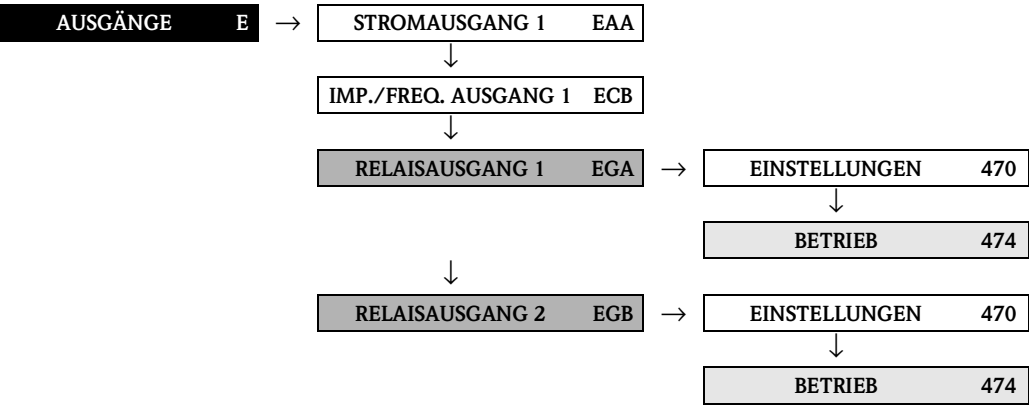 AUSGÄNGE E → STROMAUSGANG 1 EAA
↓
IMP./FREQ. AUSGANG 1 ECB
↓
RELAISAUSGANG 1 EGA → EINSTELLUNGEN 470
↓
BETRIEB 474
↓
RELAISAUSGANG 2 EGB → EINSTELLUNGEN 470
↓
BETRIEB 474